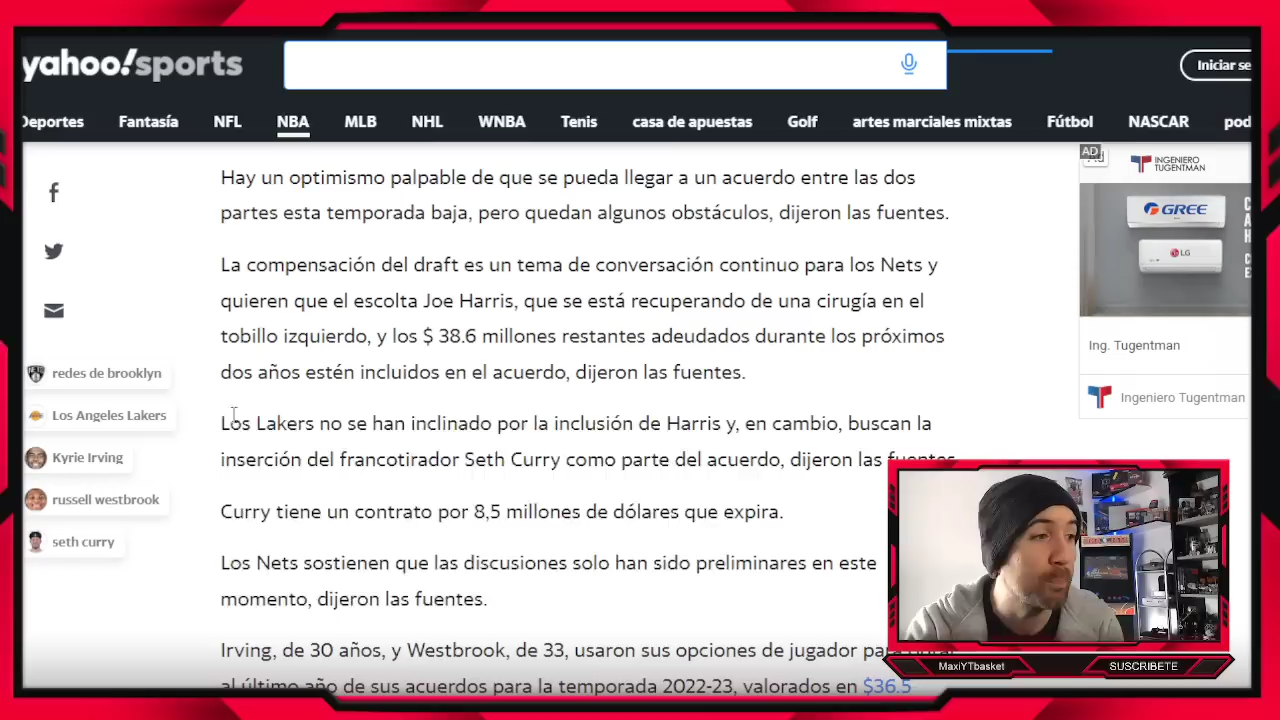 yahoo!sports
Iniciar se
Deportes Fantasía NFL NBA MLB NHL WNBA Tenis casa de apuestas Golf artes marciales mixtas Fútbol NASCAR pod
Hay un optimismo palpable de que se pueda llegar a un acuerdo entre las dos
partes esta temporada baja, pero quedan algunos obstáculos, dijeron las fuentes.
La compensación del draft es un tema de conversación continuo para los Nets y
quieren que el escolta Joe Harris, que se está recuperando de una cirugía en el
tobillo izquierdo, y los $ 38.6 millones restantes adeudados durante los próximos
dos años estén incluidos en el acuerdo, dijeron las fuentes.
Los Lakers no se han inclinado por la inclusión de Harris y, en cambio, buscan la
inserción del francotirador Seth Curry como parte del acuerdo, dijeron las fuentes.
Curry tiene un contrato por 8,5 millones de dólares que expira.
Los Nets sostienen que las discusiones solo han sido preliminares en este
momento, dijeron las fuentes.
Irving, de 30 años, y Westbrook, de 33, usaron sus opciones de jugador para
al último año de sus acuerdos para la temporada 2022-23, valorados en $36.5
redes de brooklyn
Los Angeles Lakers
Kyrie Irving
russell westbrook
seth curry
AD
INGENIERO
TUGENTMAN
GREE
LG
Ing. Tugentman
Ingeniero Tugentman
MaxiYTbasket
SUSCRIBETE